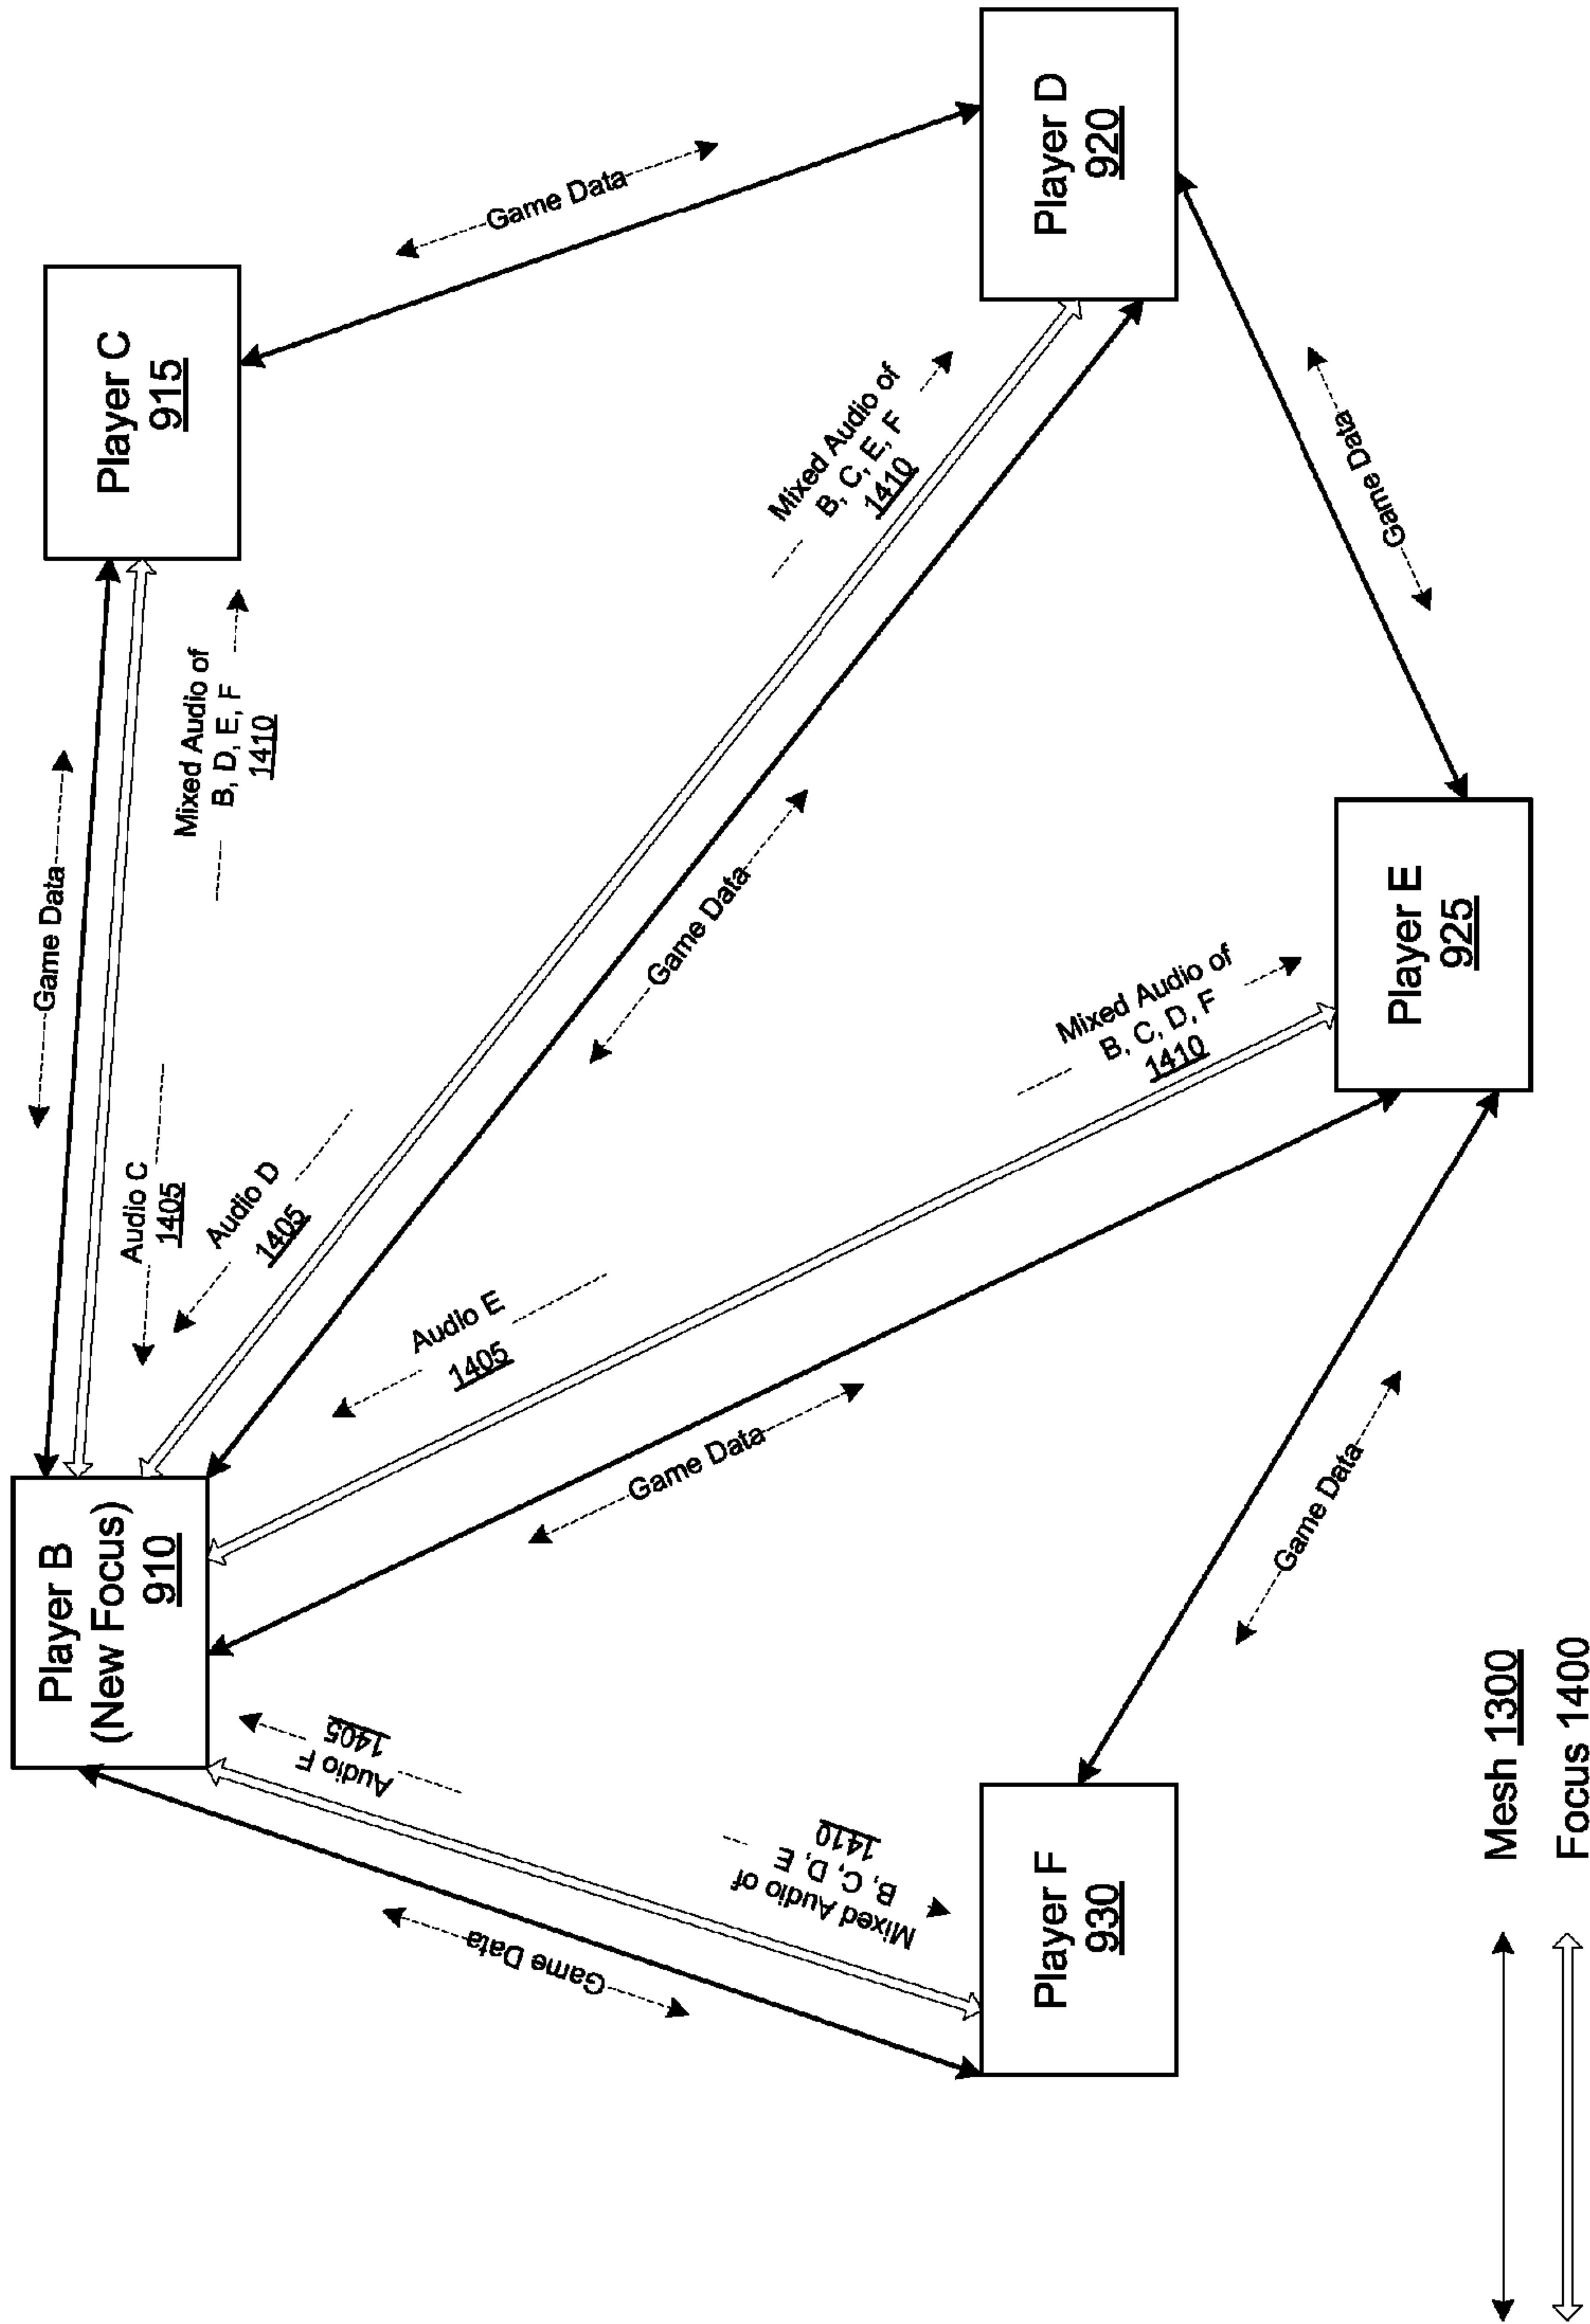 Player B
(New Focus)
910
Player C
915
Player D
920
Player E
925
Player F
930
Game Data
Audio C
1405
Mixed Audio of
B, D, E, F
1410
Game Data
Audio D
1405
Mixed Audio of
B, C, E, F
1410
Game Data
Audio E
1405
Mixed Audio of
B, C, D, F
1410
Game Data
Game Data
Audio F
1405
Mixed Audio of
B, C, D, E
1410
Game Data
Game Data
Mesh 1300
Focus 1400